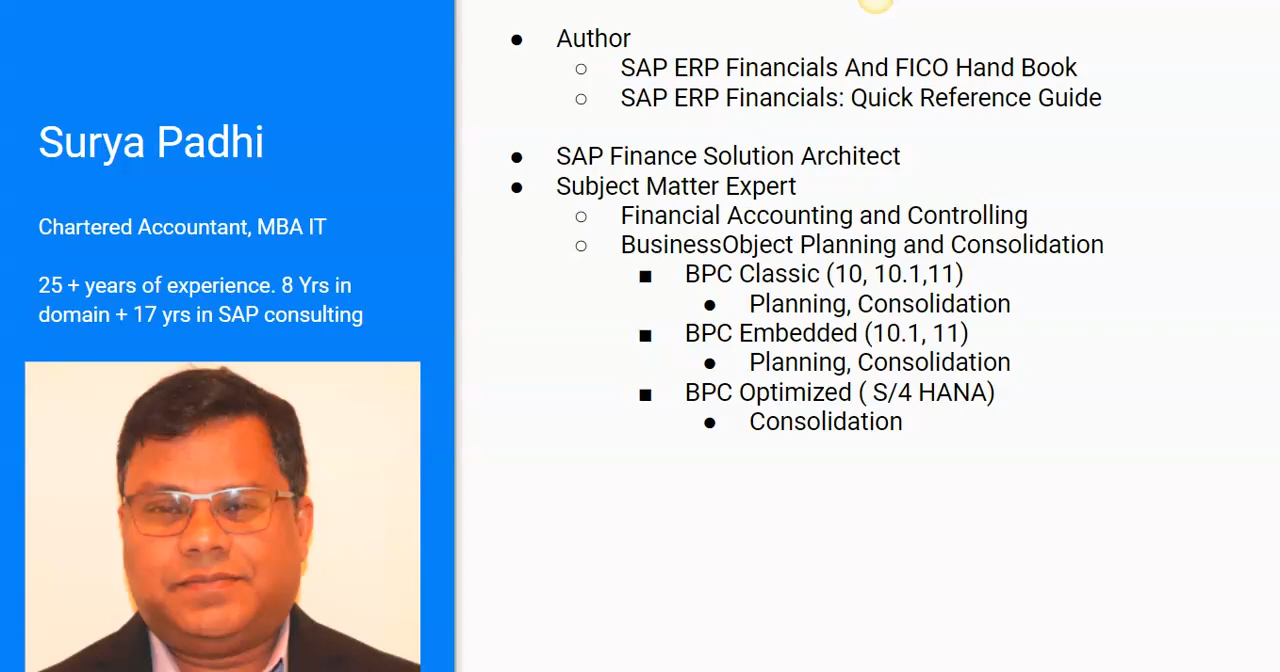 Surya Padhi
Chartered Accountant, MBA IT
25 + years of experience. 8 Yrs in
domain + 17 yrs in SAP consulting
● Author
○ SAP ERP Financials And FICO Hand Book
○ SAP ERP Financials: Quick Reference Guide
● SAP Finance Solution Architect
● Subject Matter Expert
○ Financial Accounting and Controlling
○ BusinessObject Planning and Consolidation
■ BPC Classic (10, 10.1,11)
● Planning, Consolidation
■ BPC Embedded (10.1, 11)
● Planning, Consolidation
■ BPC Optimized ( S/4 HANA)
● Consolidation